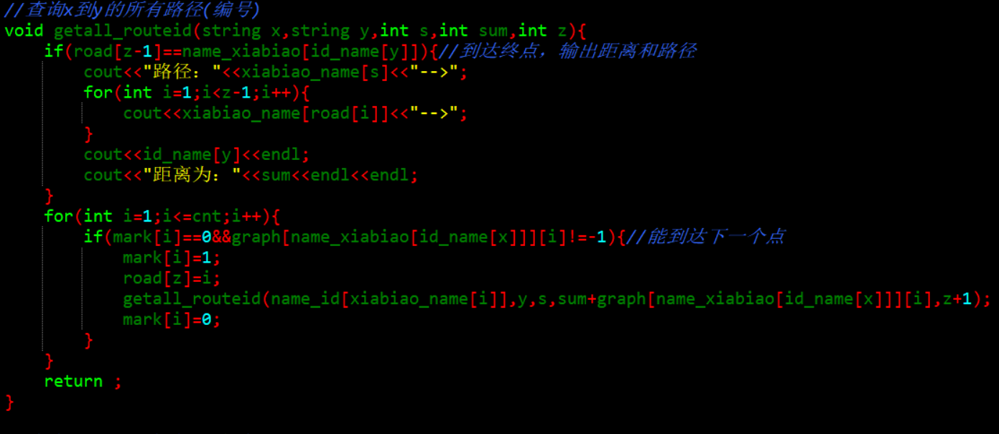 //查询x到y的所有路径(编号)
void getall_routeid(string x,string y,int s,int sum,int z){
    if(road[z-1]==name_xiabiao[id_name[y]]){//到达终点，输出距离和路径
        cout<<"路径："<<xiabiao_name[s]<<"-->";
        for(int i=1;i<z-1;i++){
            cout<<xiabiao_name[road[i]]<<"-->";
        }
        cout<<id_name[y]<<endl;
        cout<<"距离为："<<sum<<endl<<endl;
    }
    for(int i=1;i<=cnt;i++){
        if(mark[i]==0&&graph[name_xiabiao[id_name[x]]][i]!=-1){//能到达下一个点
            mark[i]=1;
            road[z]=i;
            getall_routeid(name_id[xiabiao_name[i]],y,s,sum+graph[name_xiabiao[id_name[x]]][i],z+1);
            mark[i]=0;
        }
    }
    return ;
}